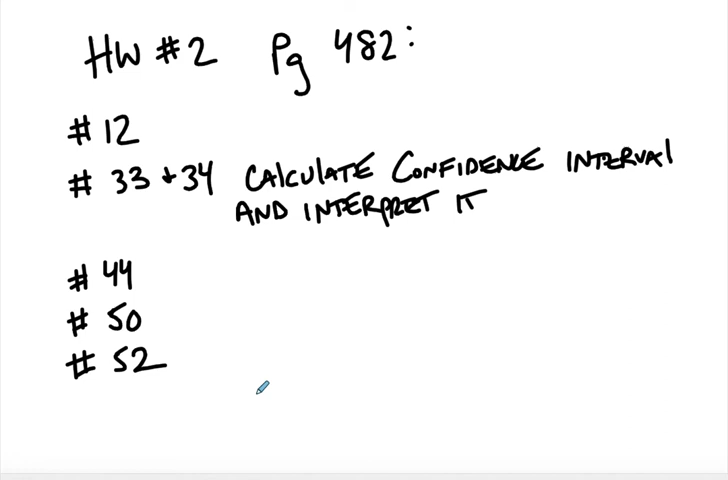 HW #2 Pg 482:
# 12
# 33 + 34 CALCULATE CONFIDENCE INTERVAL
AND INTERPRET IT
# 44
# 50
# 52